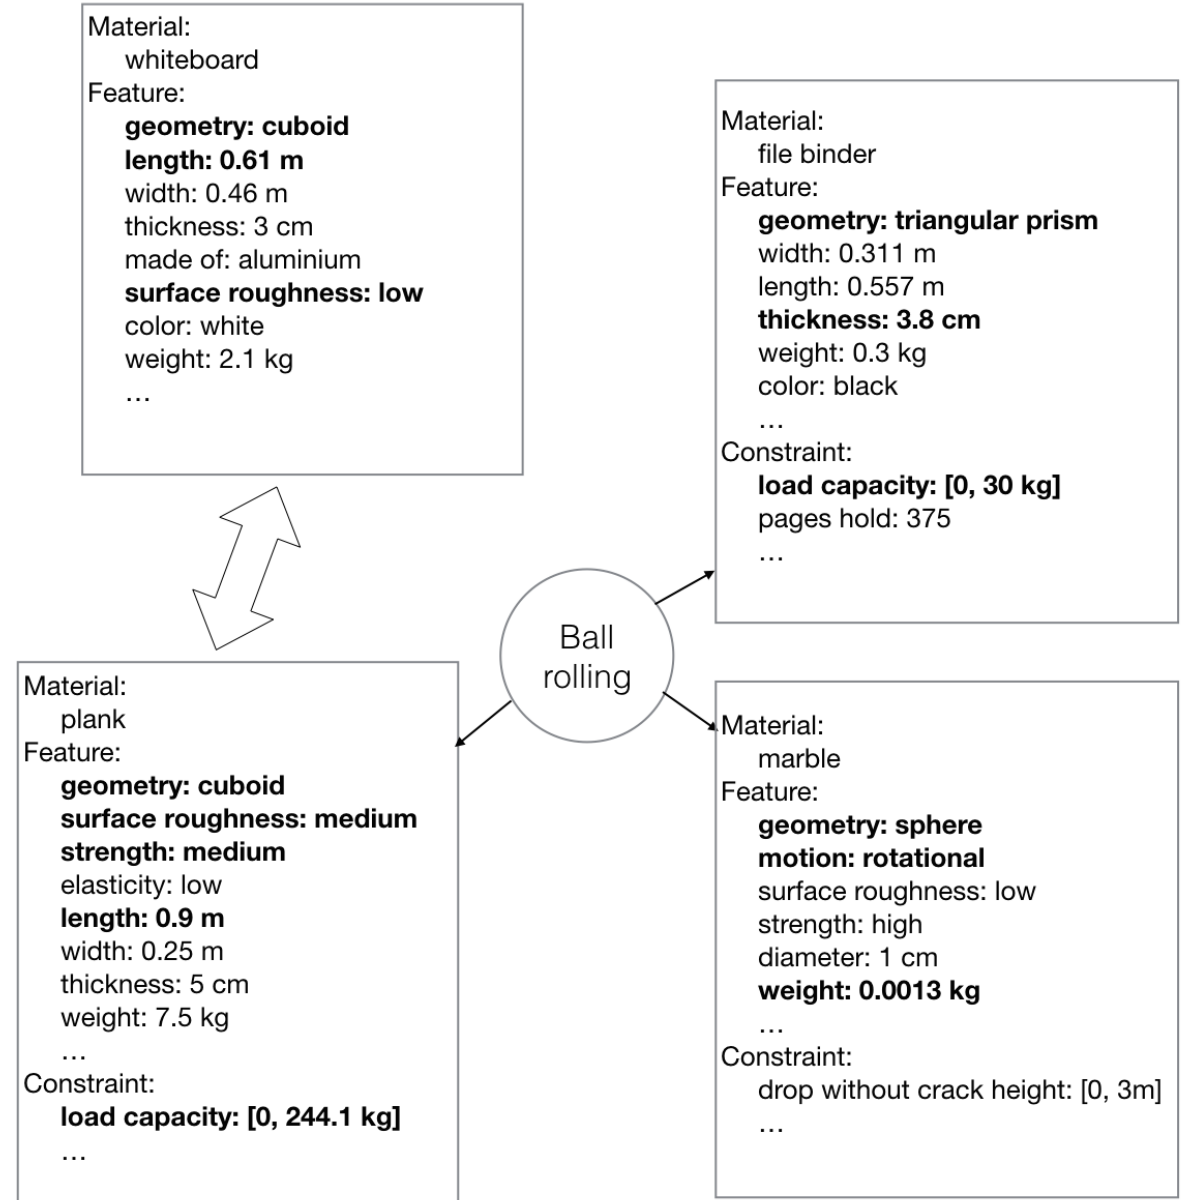 Material:
whiteboard
Feature:
geometry: cuboid
length: 0.61 m
width: 0.46 m
thickness: 3 cm
made of: aluminium
surface roughness: low
color: white
weight: 2.1 kg
…
Material:
file binder
Feature:
geometry: triangular prism
width: 0.311 m
length: 0.557 m
thickness: 3.8 cm
weight: 0.3 kg
color: black
…
Constraint:
load capacity: [0, 30 kg]
pages hold: 375
…
Ball
rolling
Material:
plank
Feature:
geometry: cuboid
surface roughness: medium
strength: medium
elasticity: low
length: 0.9 m
width: 0.25 m
thickness: 5 cm
weight: 7.5 kg
…
Constraint:
load capacity: [0, 244.1 kg]
…
Material:
marble
Feature:
geometry: sphere
motion: rotational
surface roughness: low
strength: high
diameter: 1 cm
weight: 0.0013 kg
…
Constraint:
drop without crack height: [0, 3m]
…